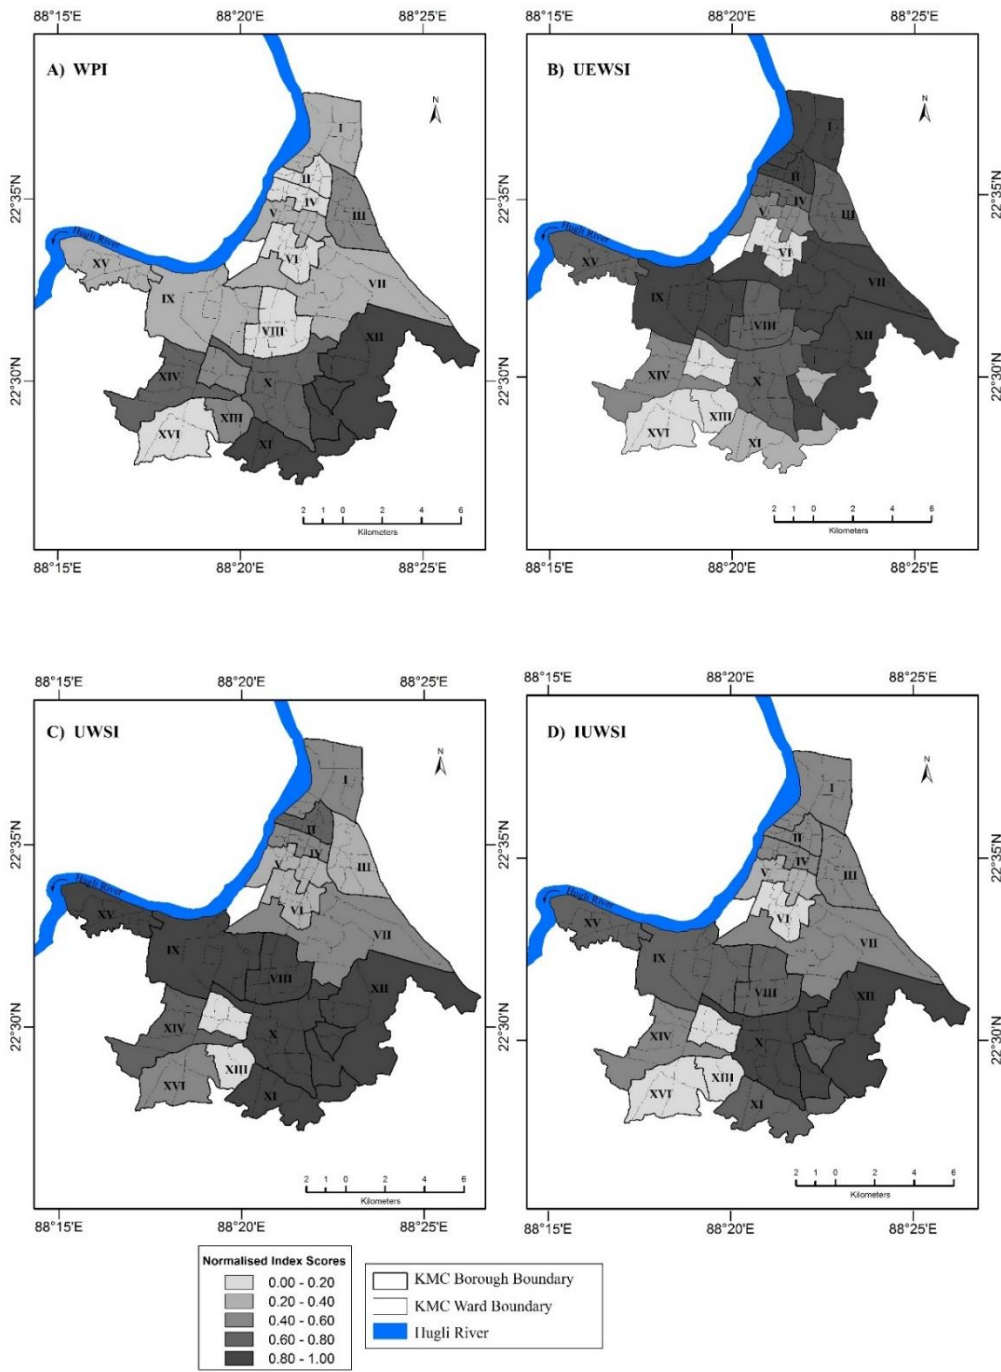 88°15'E 88°20'E 88°25'E
A) WPI
N
22°35'N
22°30'N
Hugli River
I
II
III
IV
V
VI
VII
VIII
IX
X
XI
XII
XIII
XIV
XV
XVI
2 1 0 2 4 6
Kilometers
22°35'N
22°30'N
88°15'E 88°20'E 88°25'E
88°15'E 88°20'E 88°25'E
B) UEWSI
N
Hugli River
I
II
III
IV
V
VI
VII
VIII
IX
X
XI
XII
XIII
XIV
XV
XVI
2 1 0 2 4 6
Kilometers
22°35'N
22°30'N
88°15'E 88°20'E 88°25'E
88°15'E 88°20'E 88°25'E
C) UWSI
N
22°35'N
22°30'N
Hugli River
I
II
III
IV
V
VI
VII
VIII
IX
X
XI
XII
XIII
XIV
XV
XVI
2 1 0 2 4 6
Kilometers
22°35'N
22°30'N
88°15'E 88°20'E 88°25'E
88°15'E 88°20'E 88°25'E
D) IUWSI
N
Hugli River
I
II
III
IV
V
VI
VII
VIII
IX
X
XI
XII
XIII
XIV
XV
XVI
2 1 0 2 4 6
Kilometers
22°35'N
22°30'N
88°15'E 88°20'E 88°25'E
Normalised Index Scores
0.00 - 0.20
0.20 - 0.40
0.40 - 0.60
0.60 - 0.80
0.80 - 1.00
KMC Borough Boundary
KMC Ward Boundary
Hugli River